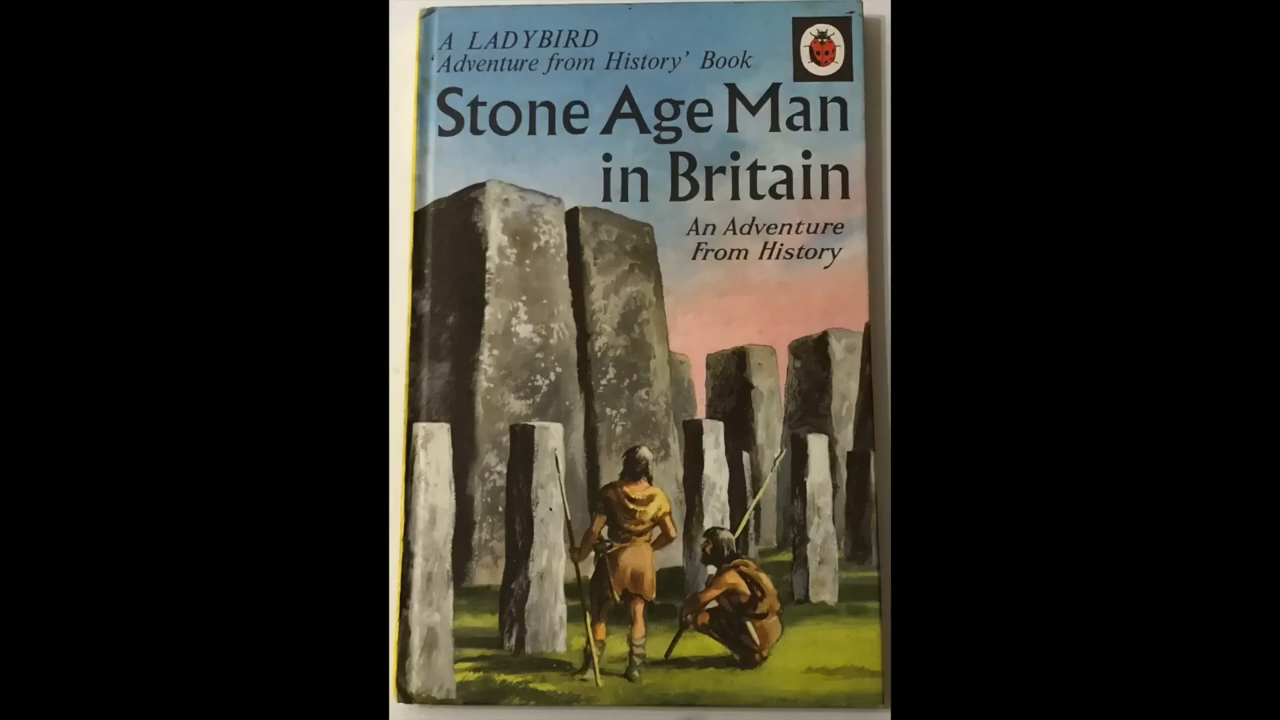 A LADYBIRD
'Adventure from History' Book
Stone Age Man
in Britain
An Adventure
From History